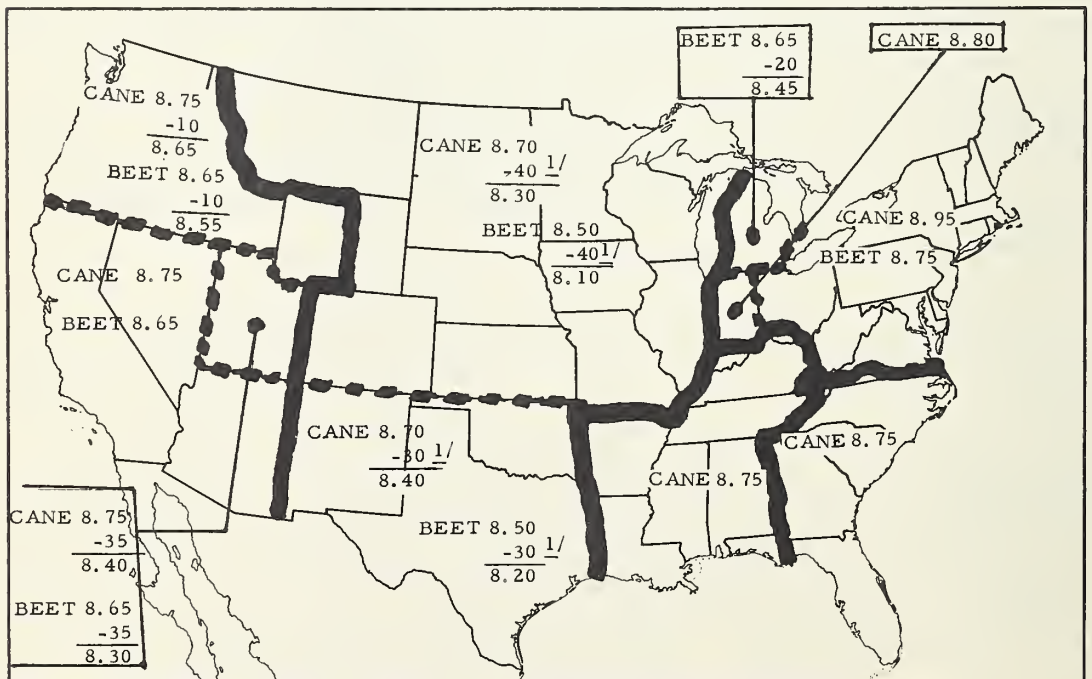 BEET 8.65
-20
8.45
CANE 8.80
CANE 8.75
-10
8.65
BEET 8.65
-10
8.55
CANE 8.70
-40 1/
8.30
BEET 8.50
-40 1/
8.10
CANE 8.95
BEET 8.75
CANE 8.75
BEET 8.65
CANE 8.70
-30 1/
8.40
CANE 8.75
CANE 8.75
BEET 8.50
-30 1/
8.20
CANE 8.75
-35
8.40
BEET 8.65
-35
8.30